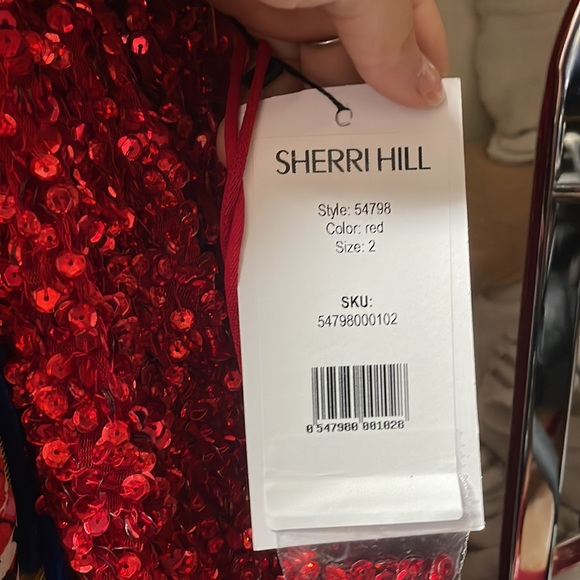 SHERRI HILL
Style: 54798
Color: red
Size: 2
SKU:
54798000102
0 547980 001028